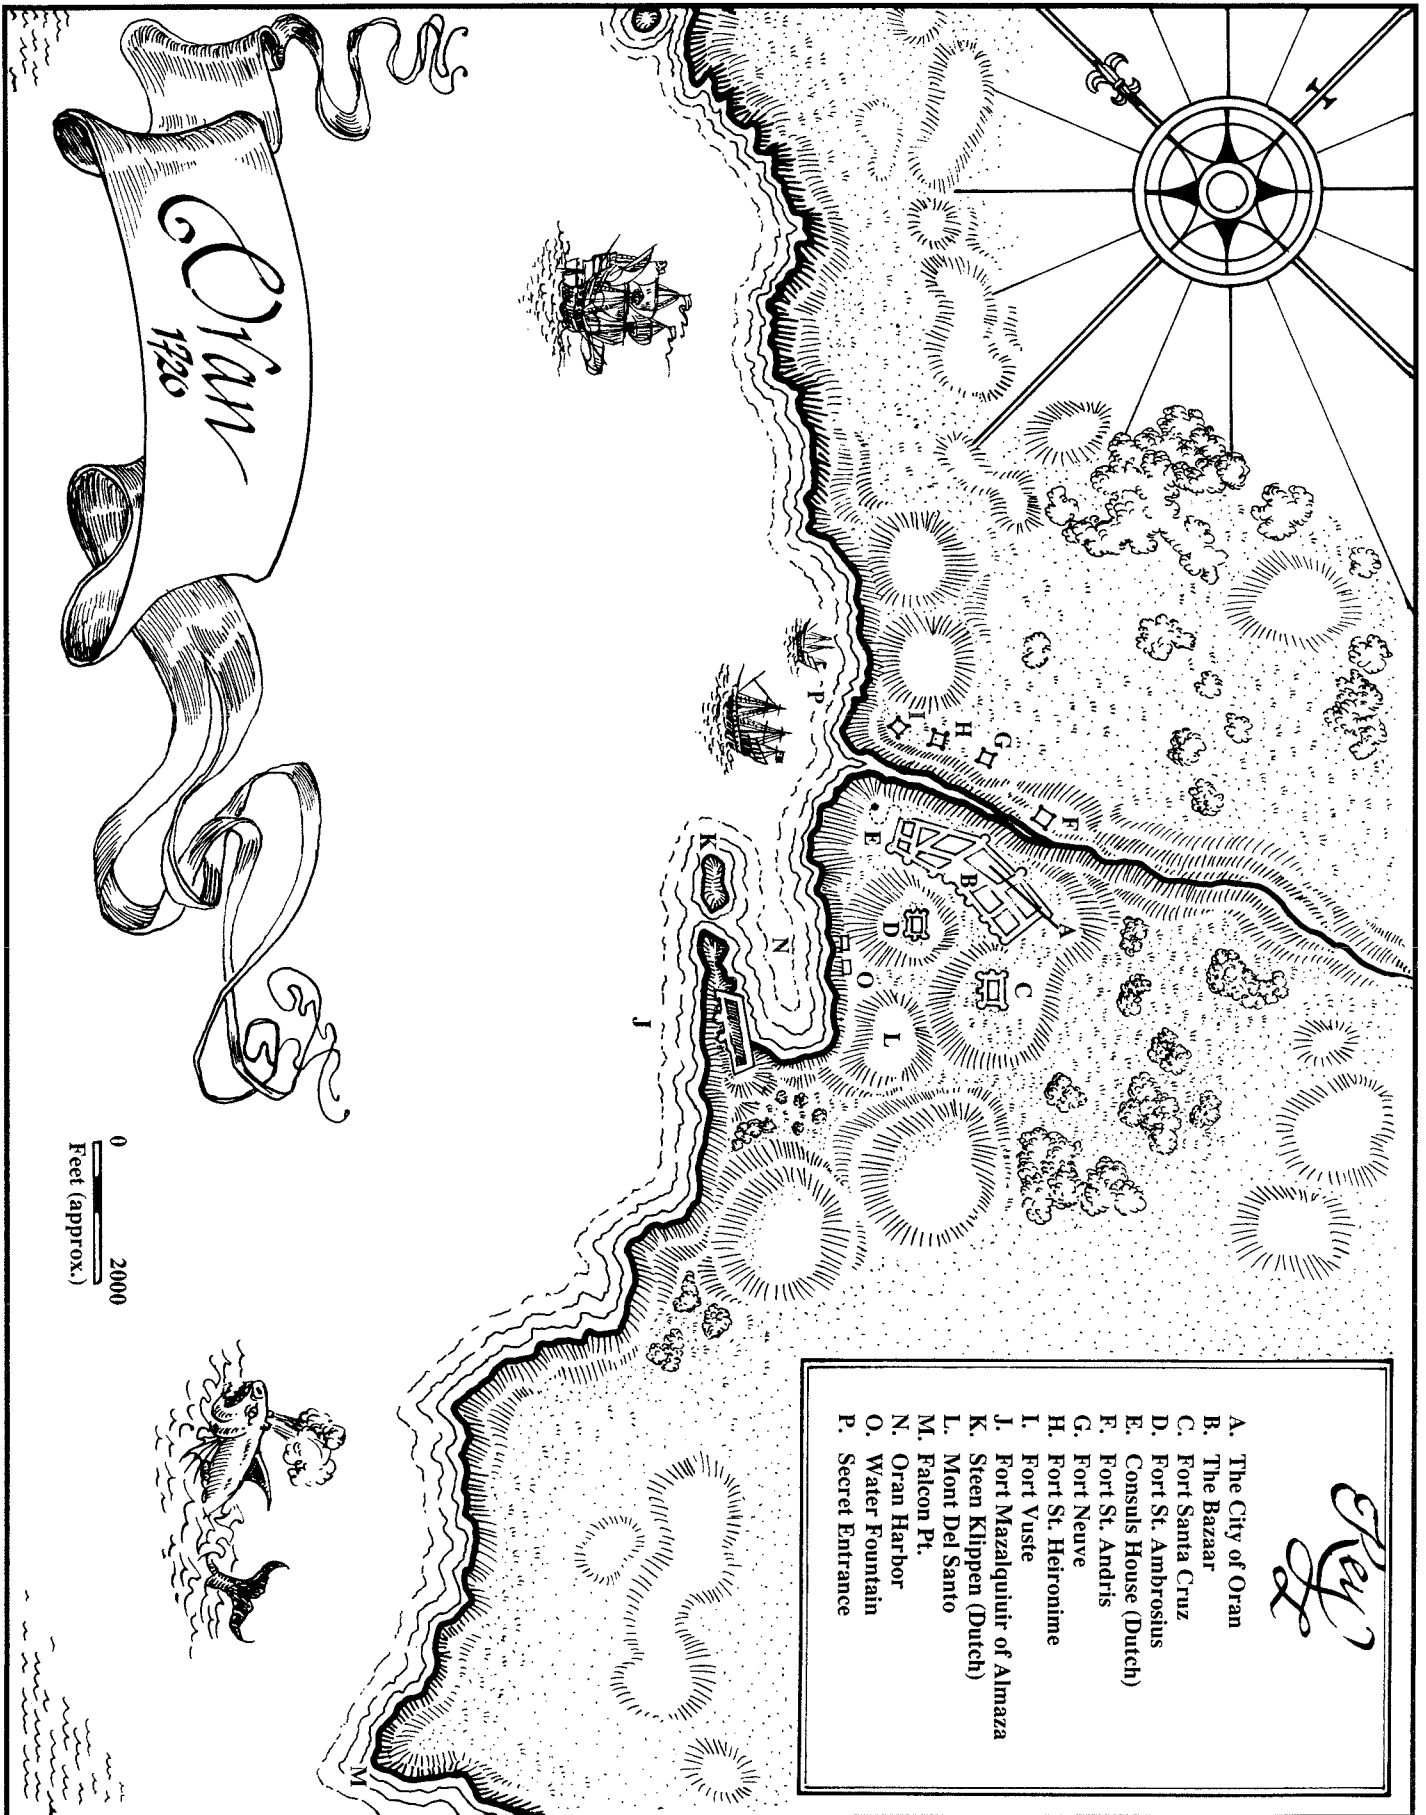 Oran
1720
Key
A. The City of Oran
B. The Bazaar
C. Fort Santa Cruz
D. Fort St. Ambrosius
E. Consuls House (Dutch)
F. Fort St. Andris
G. Fort Neuve
H. Fort St. Heironime
I. Fort Vuste
J. Fort Mazalquiuir of Almaza
K. Steen Klippen (Dutch)
L. Mont Del Santo
M. Falcon Pt.
N. Oran Harbor
O. Water Fountain
P. Secret Entrance
I
H
G
F
P
E
B
A
D
C
K
N
O
L
J
M
0 2000
Feet (approx.)